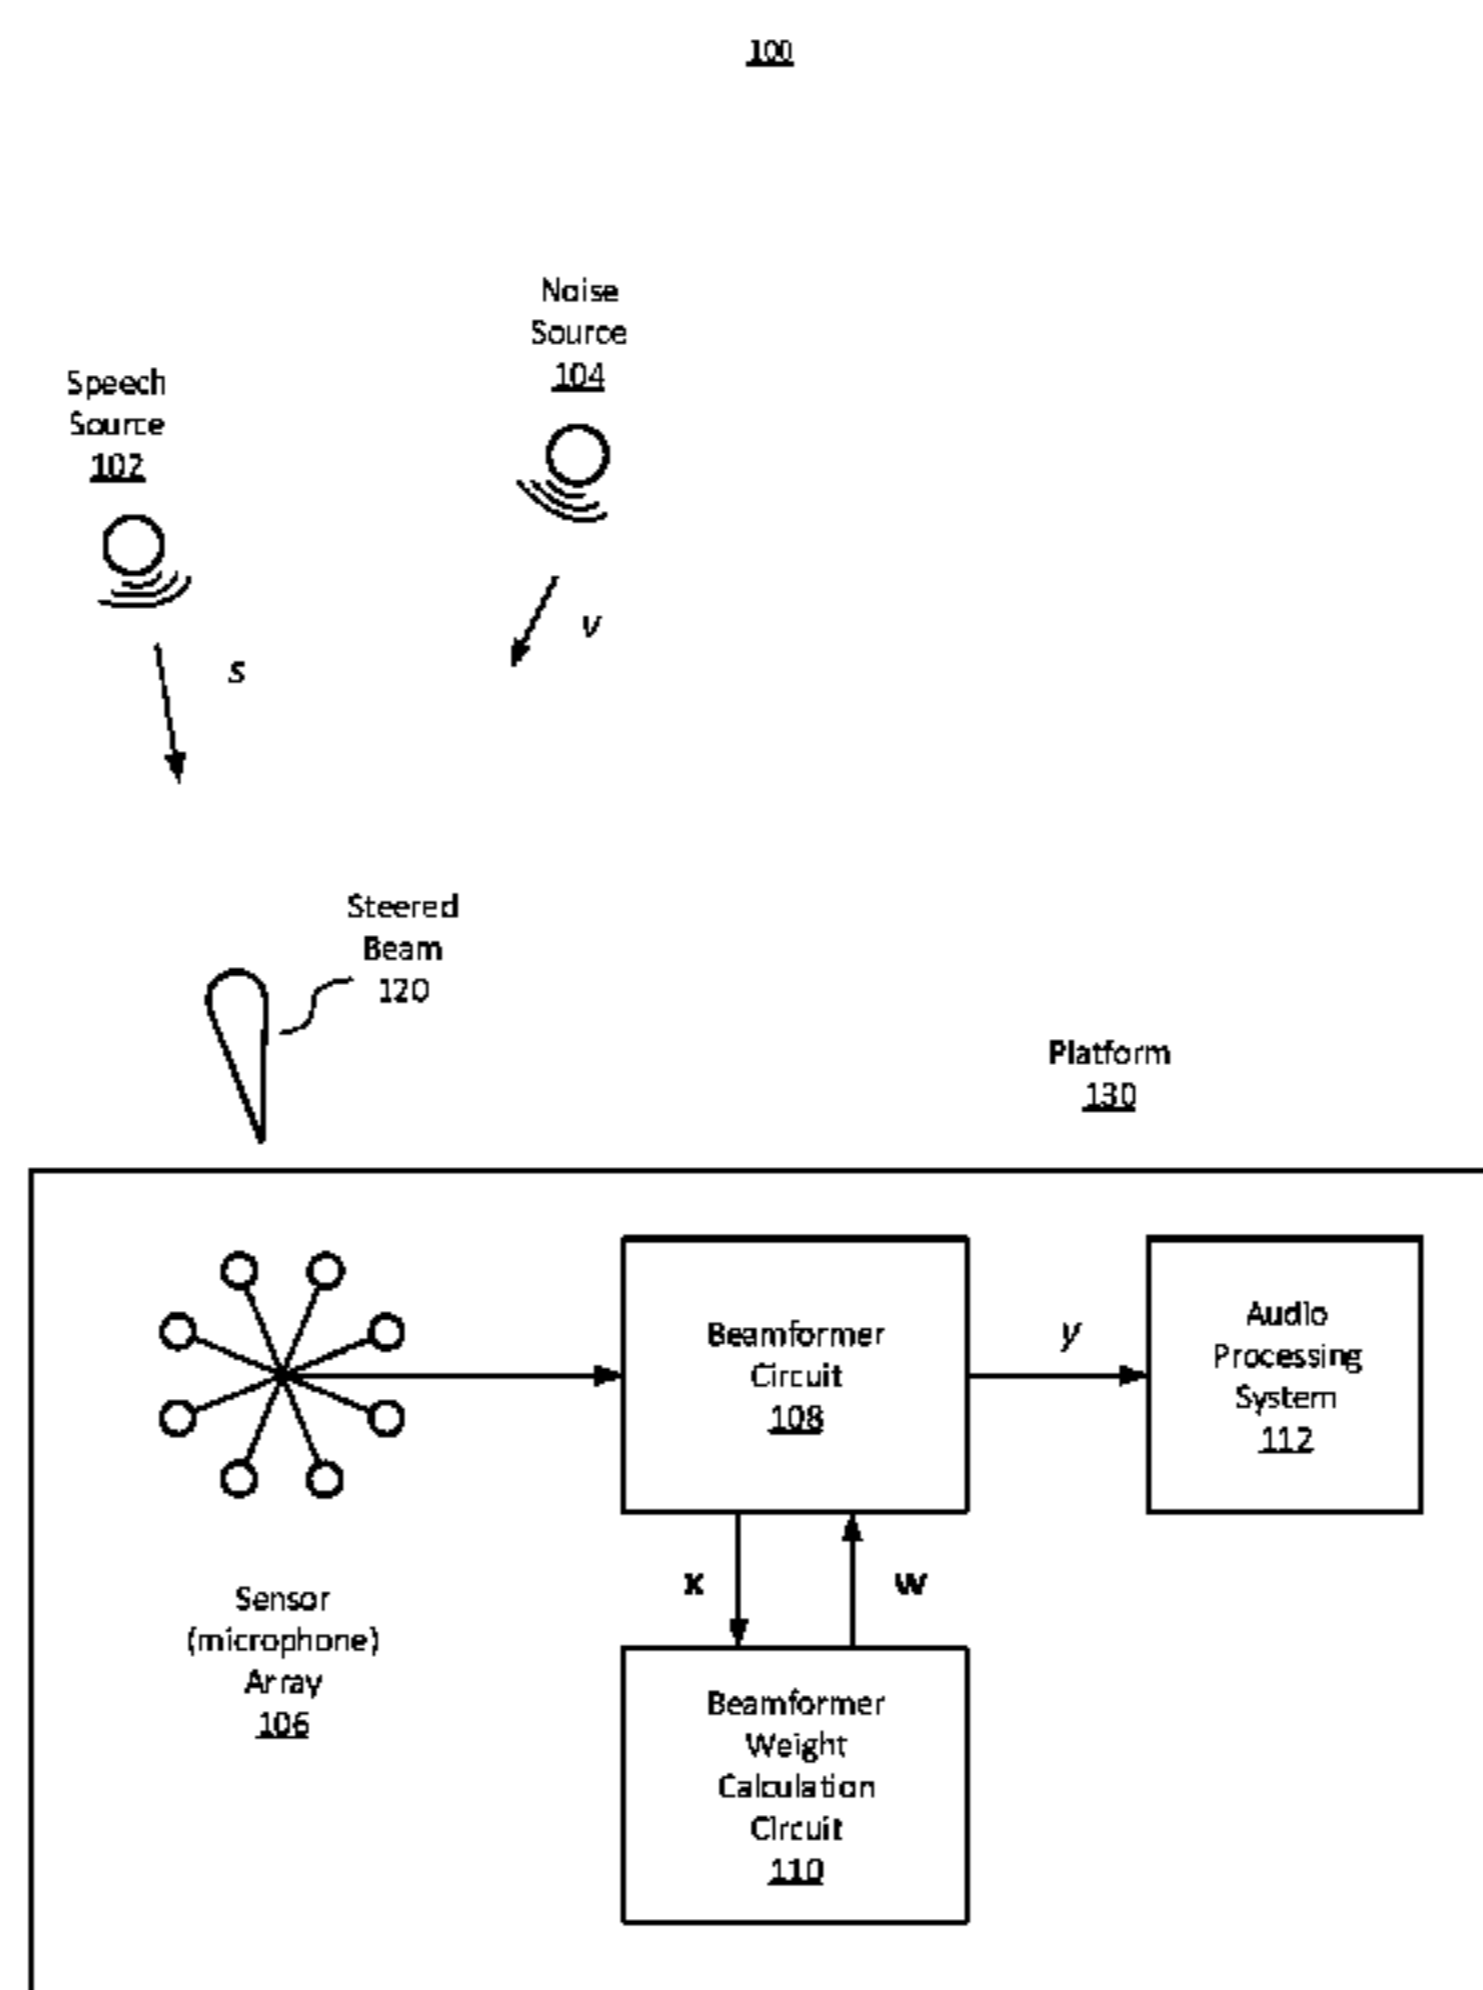 100
Noise
Source
104
Speech
Source
102
v
s
Steered
Beam
120
Platform
130
Beamformer
Circuit
108
y
Audio
Processing
System
112
x
w
Sensor
(microphone)
Array
106
Beamformer
Weight
Calculation
Circuit
110